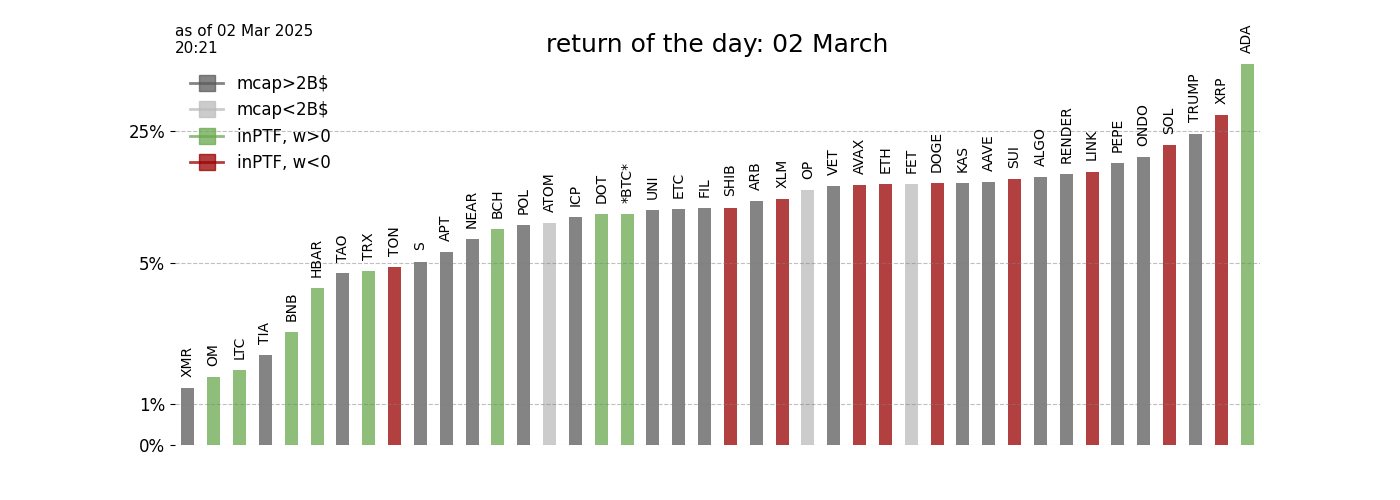 as of 02 Mar 2025
20:21
return of the day: 02 March
mcap>2B$
mcap<2B$
inPTF, w>0
inPTF, w<0
25%
5%
1%
0%
XMR
OM
LTC
TIA
BNB
HBAR
TAO
TRX
TON
S
APT
NEAR
BCH
POL
ATOM
ICP
DOT
*BTC*
UNI
ETC
FIL
SHIB
ARB
XLM
OP
VET
AVAX
ETH
FET
DOGE
KAS
AAVE
SUI
ALGO
RENDER
LINK
PEPE
ONDO
SOL
TRUMP
XRP
ADA